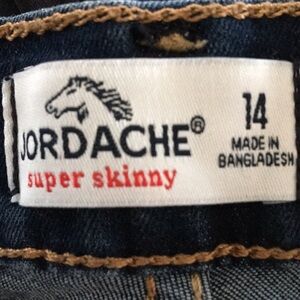 JORDACHE®
super skinny
14
MADE IN
BANGLADESH